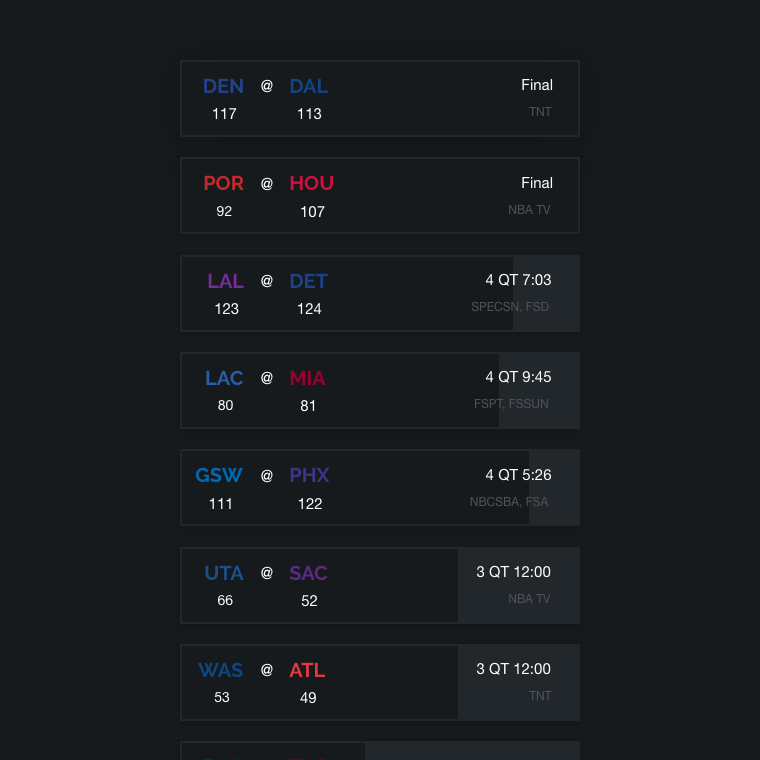 DEN @ DAL Final
117 113 TNT
POR @ HOU Final
92 107 NBA TV
LAL @ DET 4 QT 7:03
123 124 SPECSN, FSD
LAC @ MIA 4 QT 9:45
80 81 FSPT, FSSUN
GSW @ PHX 4 QT 5:26
111 122 NBCSBA, FSA
UTA @ SAC 3 QT 12:00
66 52 NBA TV
WAS @ ATL 3 QT 12:00
53 49 TNT